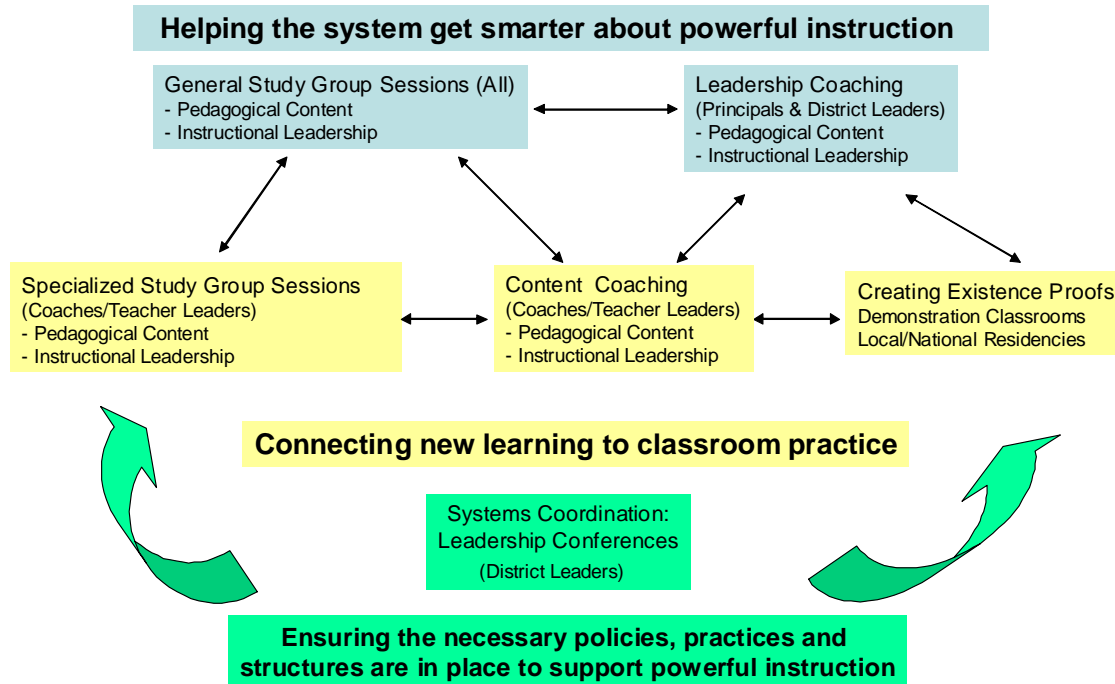 Helping the system get smarter about powerful instruction
General Study Group Sessions (All)
- Pedagogical Content
- Instructional Leadership
Leadership Coaching
(Principals & District Leaders)
- Pedagogical Content
- Instructional Leadership
Specialized Study Group Sessions
(Coaches/Teacher Leaders)
- Pedagogical Content
- Instructional Leadership
Content Coaching
(Coaches/Teacher Leaders)
- Pedagogical Content
- Instructional Leadership
Creating Existence Proofs
Demonstration Classrooms
Local/National Residencies
Connecting new learning to classroom practice
Systems Coordination:
Leadership Conferences
(District Leaders)
Ensuring the necessary policies, practices and
structures are in place to support powerful instruction